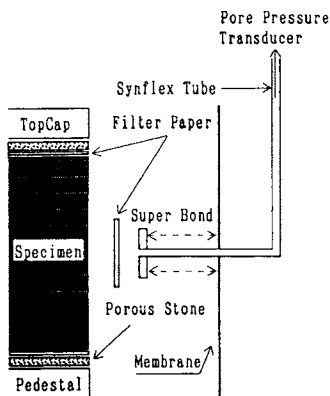 Pore Pressure
Transducer
Synflex Tube
TopCap
Filter Paper
Super Bond
Specimen
Porous Stone
Membrane
Pedestal